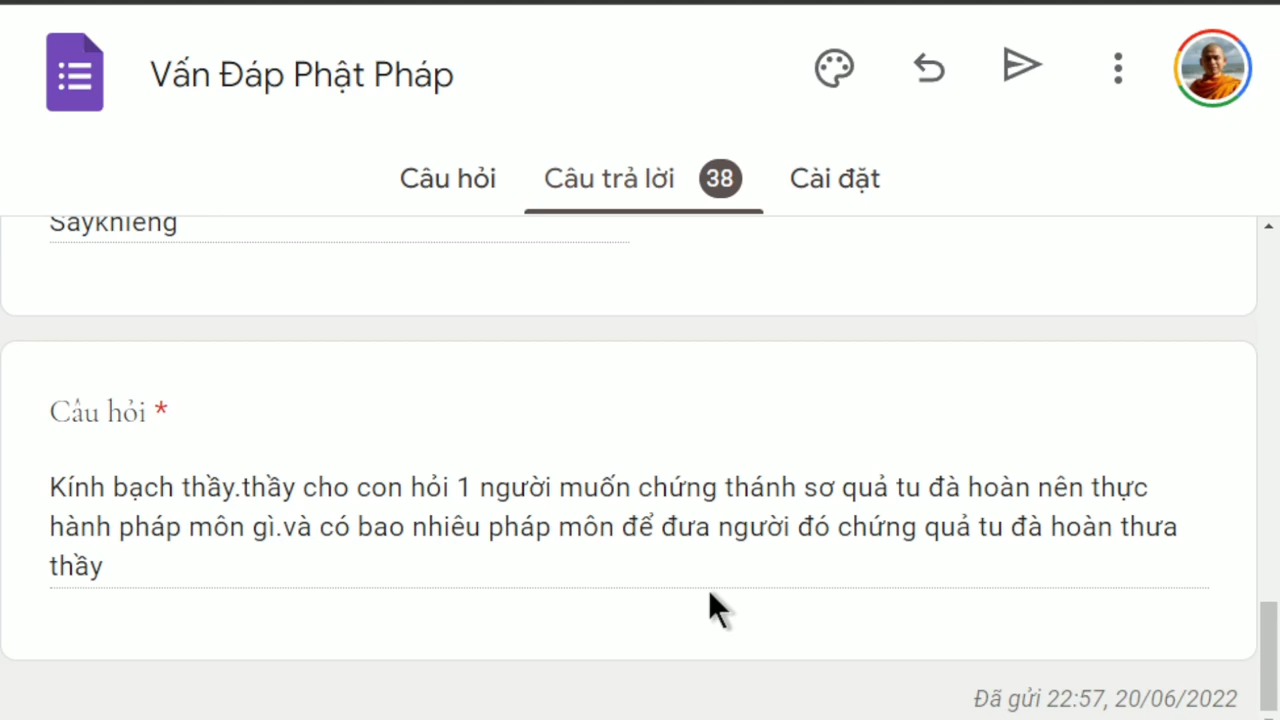 Vấn Đáp Phật Pháp
Câu hỏi
Câu trả lời 38
Cài đặt
Saykhieng
Câu hỏi *
Kính bạch thầy.thầy cho con hỏi 1 người muốn chứng thánh sơ quả tu đà hoàn nên thực
hành pháp môn gì.và có bao nhiêu pháp môn để đưa người đó chứng quả tu đà hoàn thưa
thầy
Đã gửi 22:57, 20/06/2022